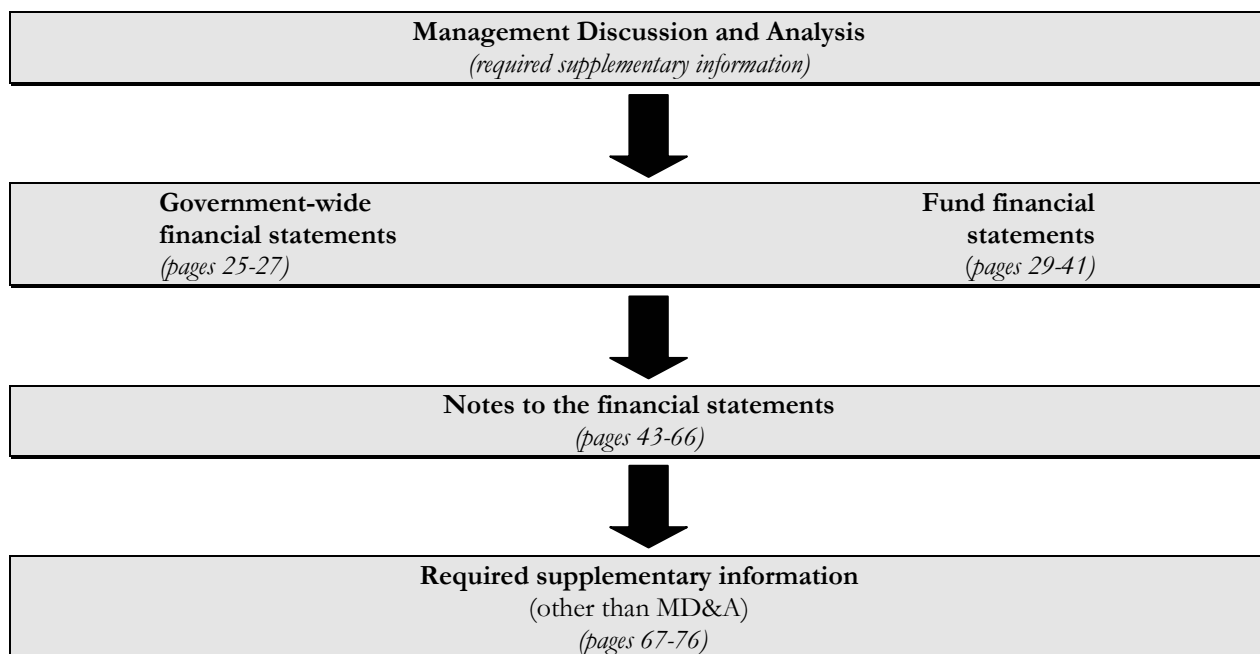 Management Discussion and Analysis
(required supplementary information)
Government-wide
financial statements
(pages 25-27)
Fund financial
statements
(pages 29-41)
Notes to the financial statements
(pages 43-66)
Required supplementary information
(other than MD&A)
(pages 67-76)